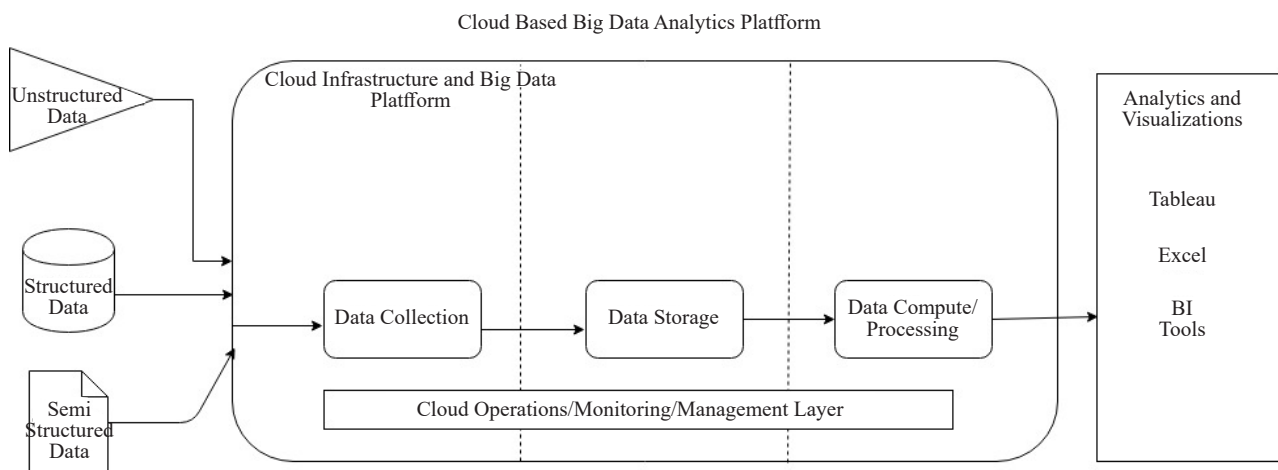 Cloud Based Big Data Analytics Platfform
Cloud Infrastructure and Big Data
Platfform
Unstructured
Data
Structured
Data
Semi
Structured
Data
Data Collection
Data Storage
Data Compute/
Processing
Cloud Operations/Monitoring/Management Layer
Analytics and
Visualizations
Tableau
Excel
BI
Tools